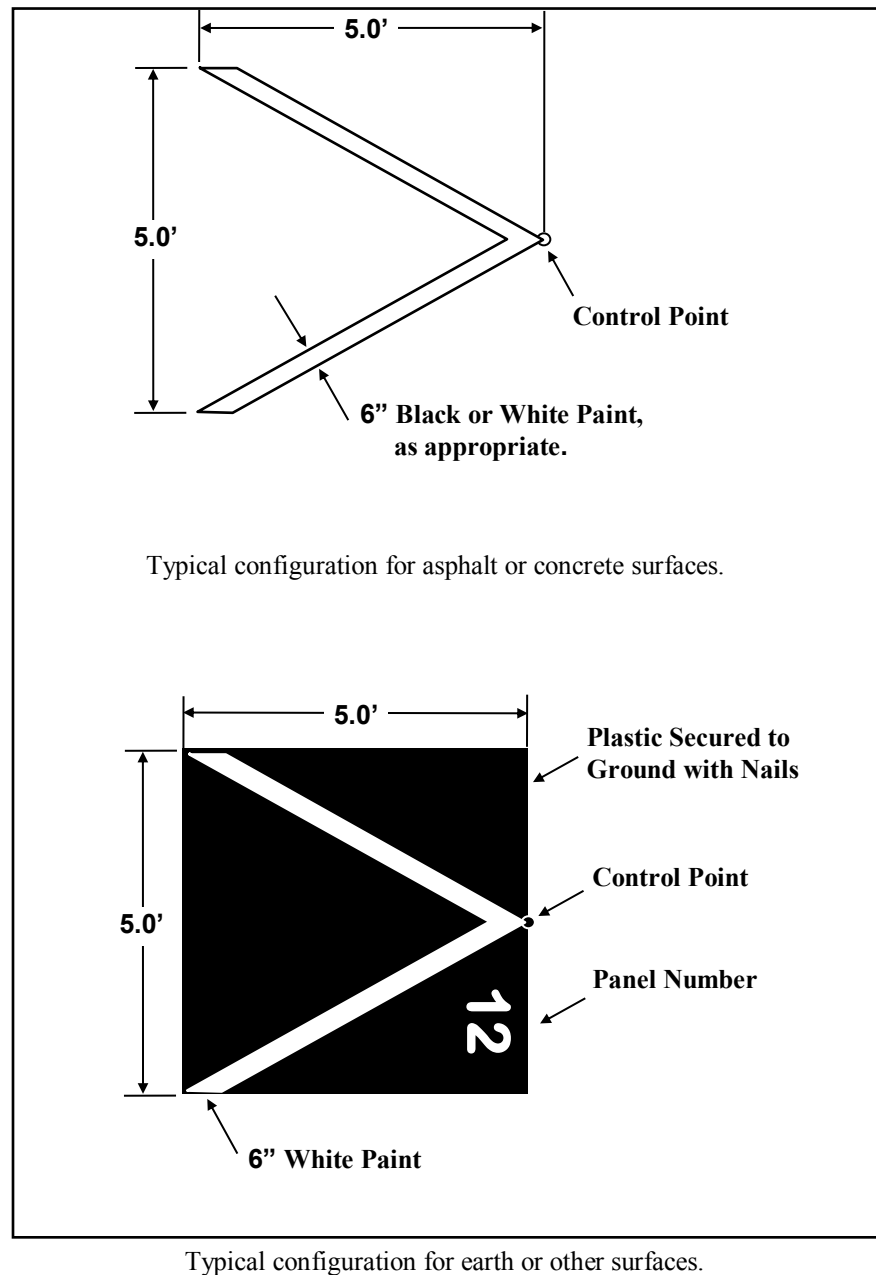 5.0’
5.0’
Control Point
6” Black or White Paint,
as appropriate.
Typical configuration for asphalt or concrete surfaces.
5.0’
Plastic Secured to
Ground with Nails
Control Point
5.0’
Panel Number
12
6” White Paint
Typical configuration for earth or other surfaces.